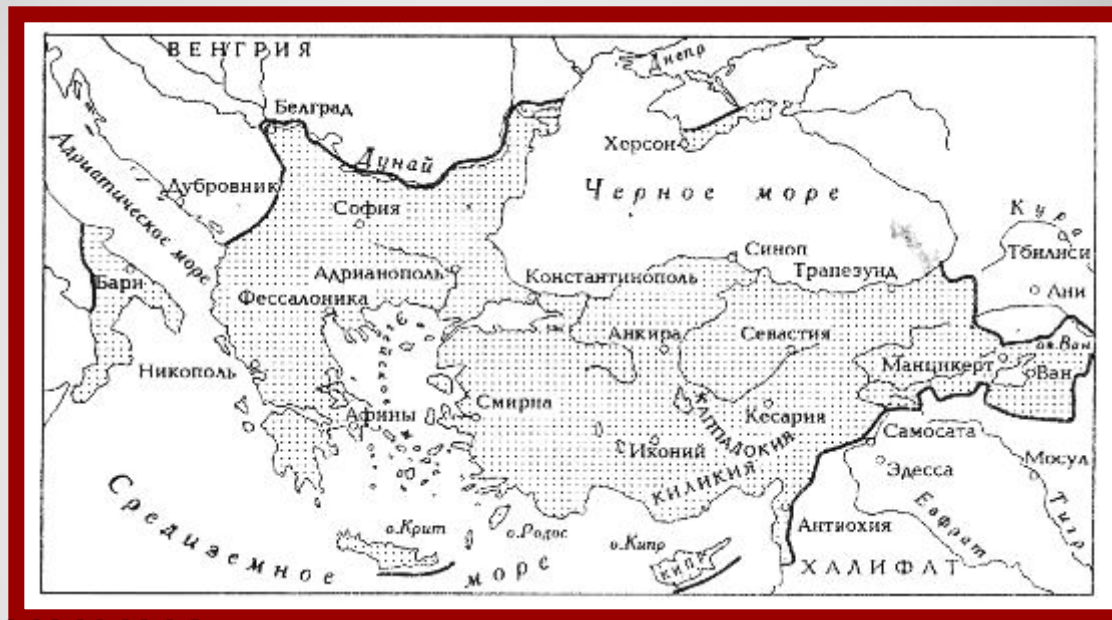 ВЕНГРИЯ
Днепр
Белград
Херсон
Дунай
Адриатическое море
Дубровник
Черное море
София
Кура
Тбилиси
Синоп
Адрианополь
Константинополь
Трапезунд
Бари
Ани
Фессалоника
Анкира
Севастия
оз. Ван
Манцикерт
Ван
Никополь
Смирна
КАППАДОКИЯ
Кесария
Афины
Самосата
Иконий
Эдесса
Мосул
КИЛИКИЯ
Средиземное море
Евфрат
Тигр
о.Крит
о.Родос
о.Кипр
Антиохия
КИПР
ХАЛИФАТ